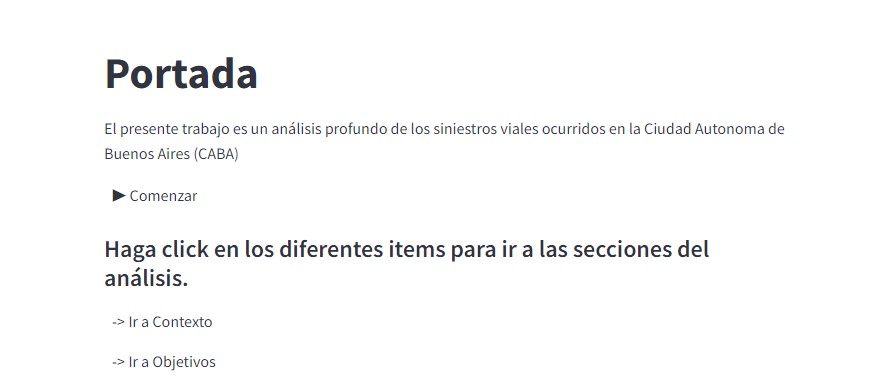 Portada
El presente trabajo es un análisis profundo de los siniestros viales ocurridos en la Ciudad Autonoma de
Buenos Aires (CABA)
▶ Comenzar
Haga click en los diferentes items para ir a las secciones del
análisis.
-> Ir a Contexto
-> Ir a Objetivos